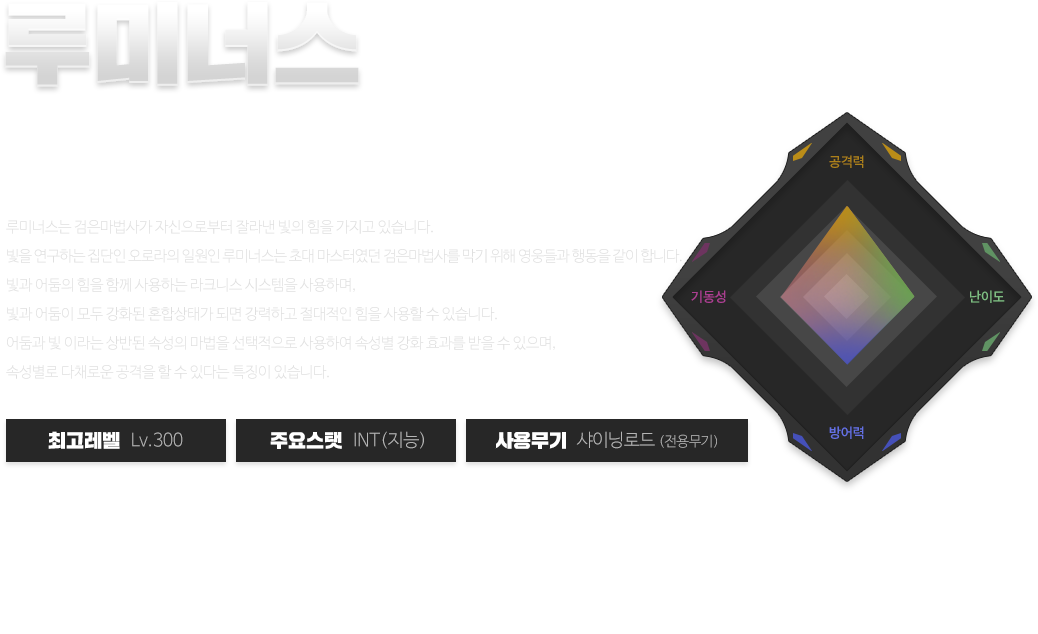 루미너스
루미너스는 검은마법사가 자신으로부터 잘라낸 빛의 힘을 가지고 있습니다.
빛을 연구하는 집단인 오로라의 일원인 루미너스는 초대 마스터였던 검은마법사를 막기 위해 영웅들과 행동을 같이 합니다.
빛과 어둠의 힘을 함께 사용하는 라크니스 시스템을 사용하며,
빛과 어둠이 모두 강화된 혼합상태가 되면 강력하고 절대적인 힘을 사용할 수 있습니다.
어둠과 빛 이라는 상반된 속성의 마법을 선택적으로 사용하여 속성별 강화 효과를 받을 수 있으며,
속성별로 다채로운 공격을 할 수 있다는 특징이 있습니다.
최고레벨 Lv.300
주요스탯 INT(지능)
사용무기 샤이닝로드 (전용무기)
공격력
기동성
난이도
방어력